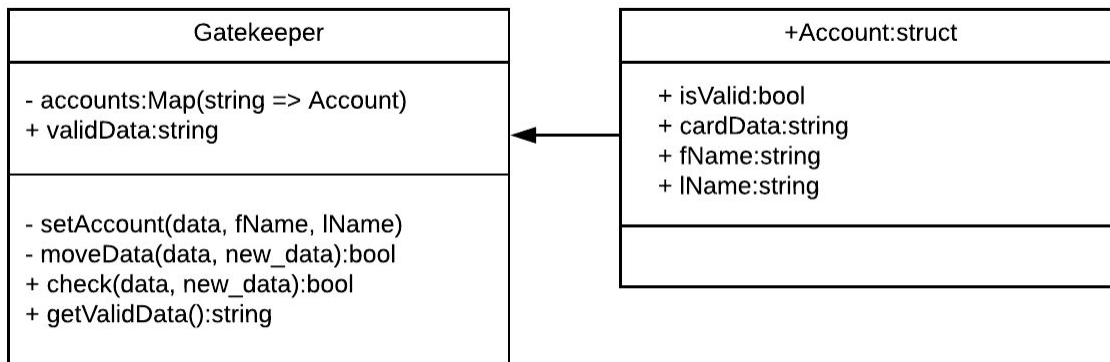 Gatekeeper
- accounts:Map(string => Account)
+ validData:string
- setAccount(data, fName, lName)
- moveData(data, new_data):bool
+ check(data, new_data):bool
+ getValidData():string
+Account:struct
+ isValid:bool
+ cardData:string
+ fName:string
+ lName:string